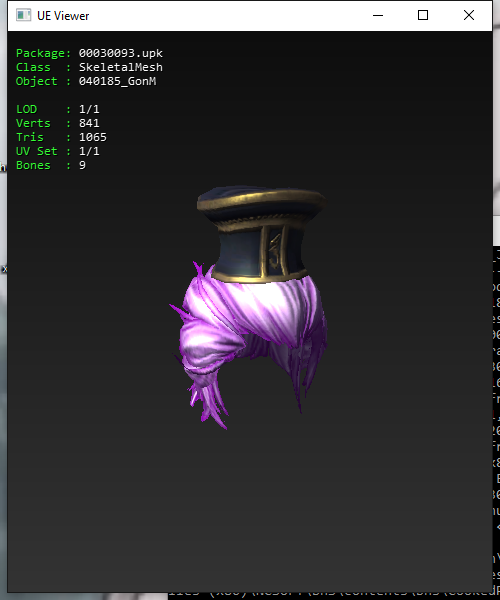 UE Viewer
Package: 00030093.upk
Class : SkeletalMesh
Object : 040185_GonM
LOD : 1/1
Verts : 841
Tris : 1065
UV Set : 1/1
Bones : 9